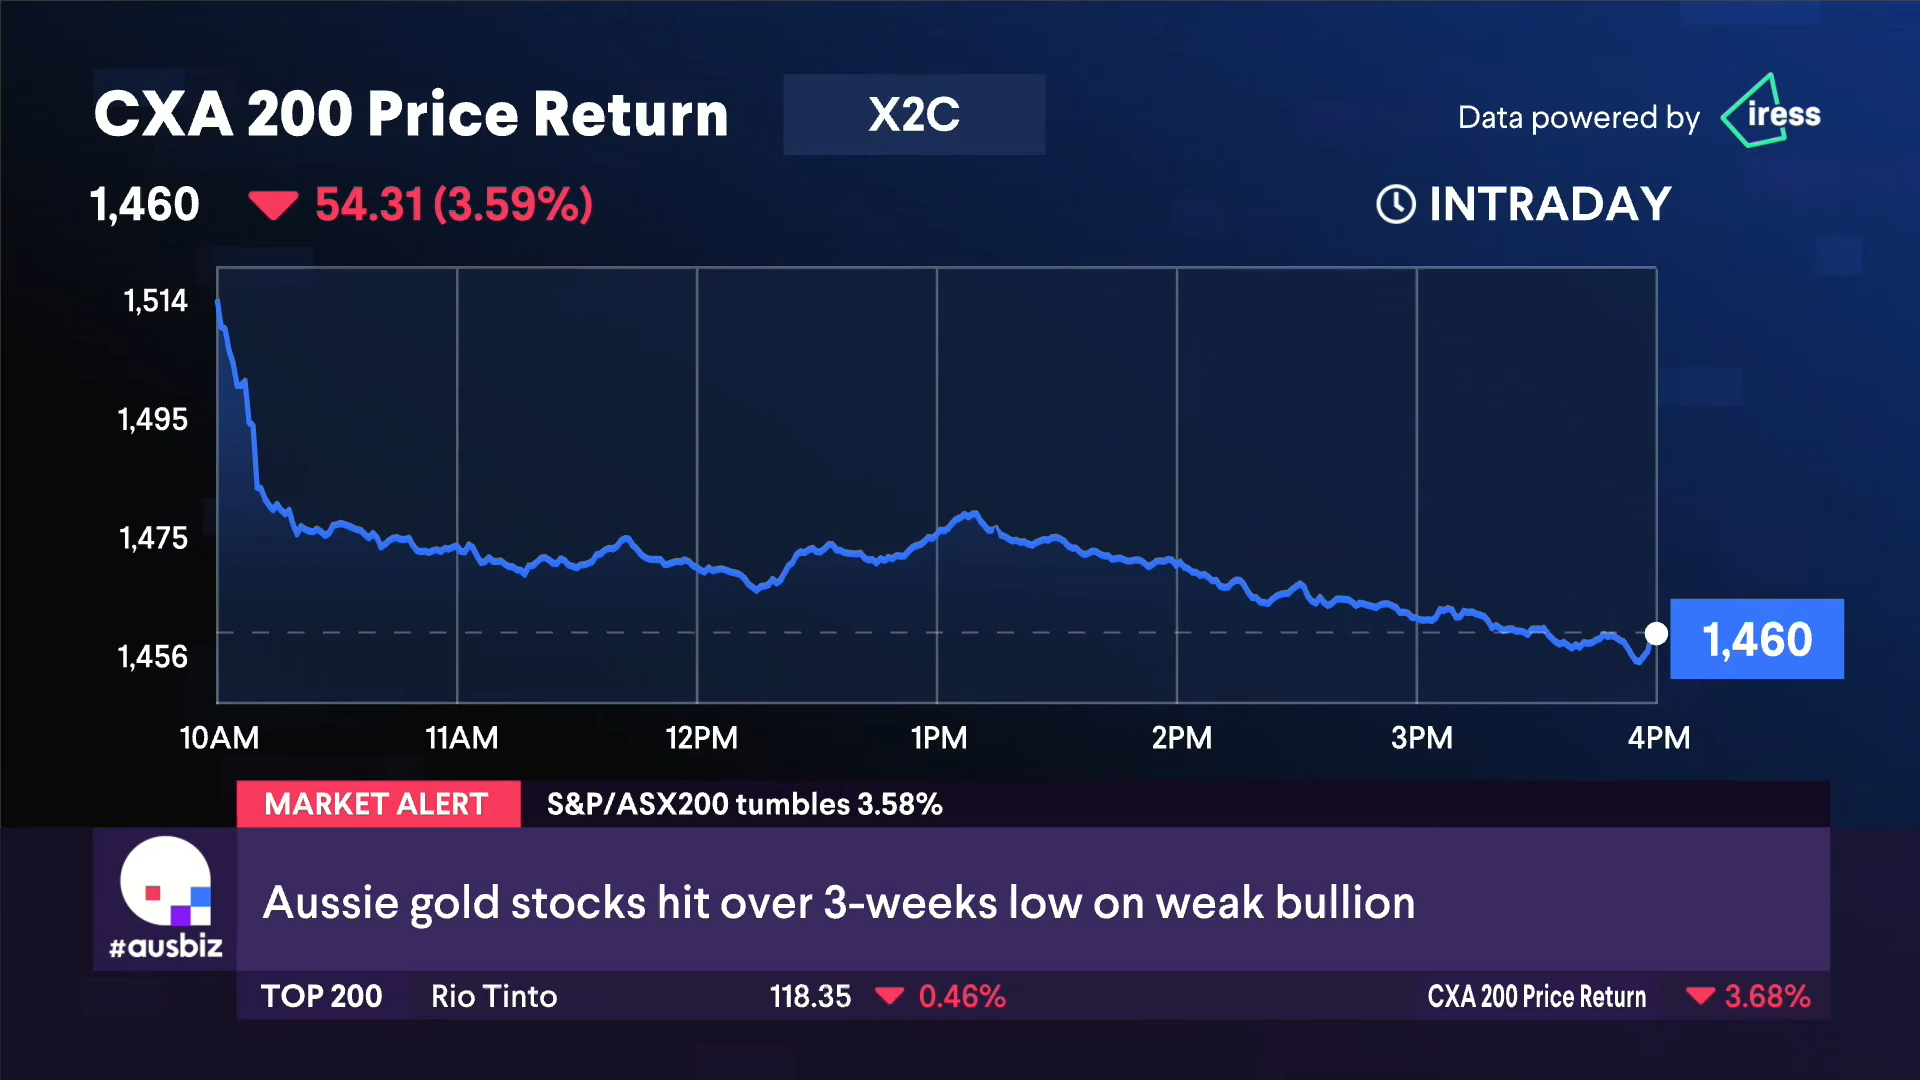 CXA 200 Price Return
X2C
Data powered by iress
1,460 ▼ 54.31 (3.59%)
INTRADAY
1,514
1,495
1,475
1,456
1,460
10AM 11AM 12PM 1PM 2PM 3PM 4PM
MARKET ALERT S&P/ASX200 tumbles 3.58%
Aussie gold stocks hit over 3-weeks low on weak bullion
#ausbiz
TOP 200 Rio Tinto 118.35 ▼ 0.46% CXA 200 Price Return ▼ 3.68%